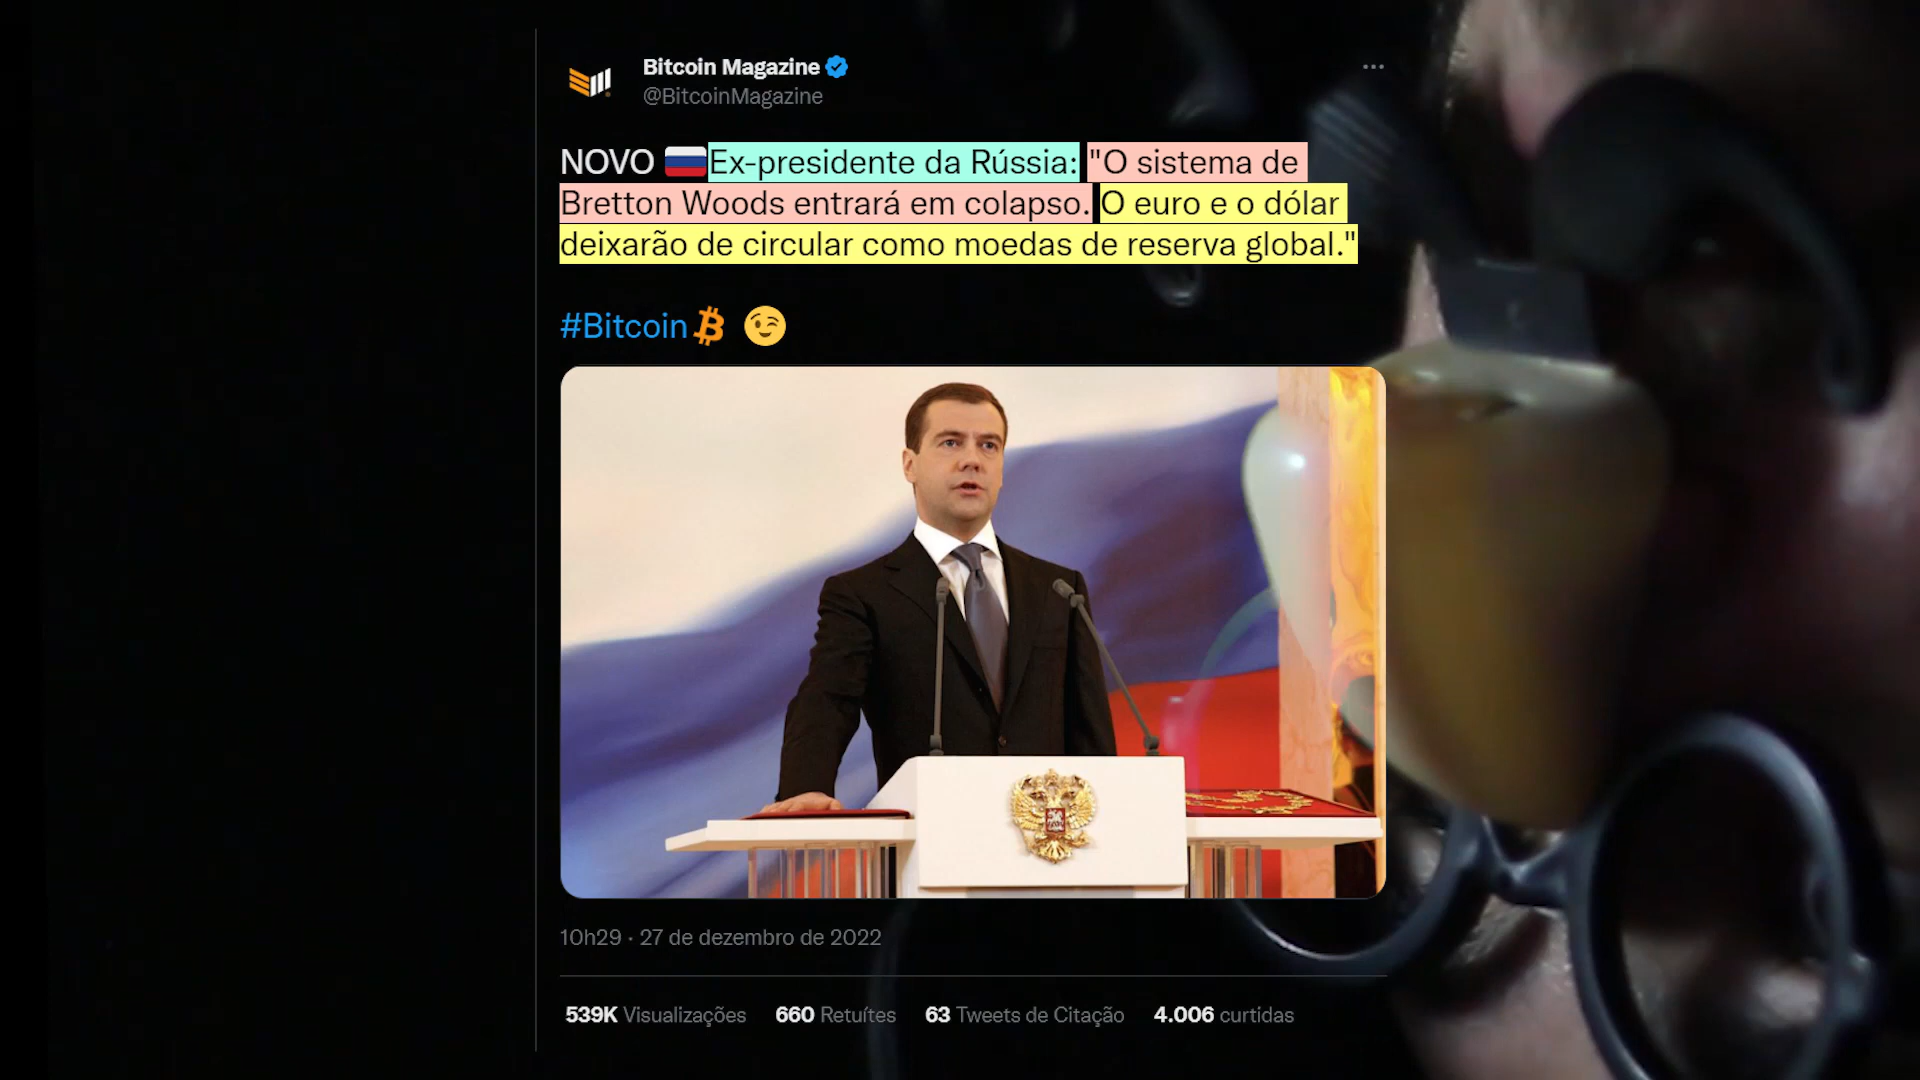 Bitcoin Magazine
@BitcoinMagazine
NOVO Ex-presidente da Rússia: "O sistema de
Bretton Woods entrará em colapso. O euro e o dólar
deixarão de circular como moedas de reserva global."
#Bitcoin
10h29 · 27 de dezembro de 2022
539K Visualizações 660 Retuítes 63 Tweets de Citação 4.006 curtidas